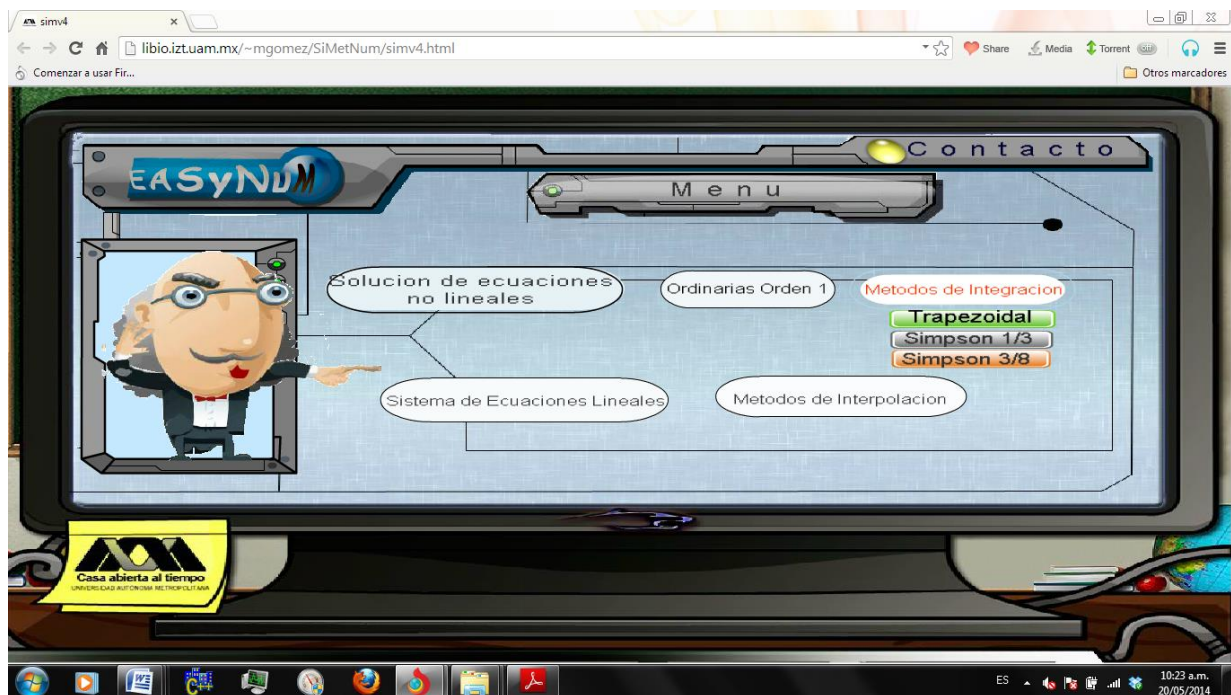 simv4
libio.izt.uam.mx/~mgomez/SiMetNum/simv4.html
Share
Media
Torrent
Comenzar a usar Fir...
Otros marcadores
EASyNUM
Contacto
Menu
Solucion de ecuaciones
no lineales
Ordinarias Orden 1
Metodos de Integracion
Trapezoidal
Simpson 1/3
Simpson 3/8
Sistema de Ecuaciones Lineales
Metodos de Interpolacion
Casa abierta al tiempo
UNIVERSIDAD AUTONOMA METROPOLITANA
C++
ES
10:23 a.m.
20/05/2014